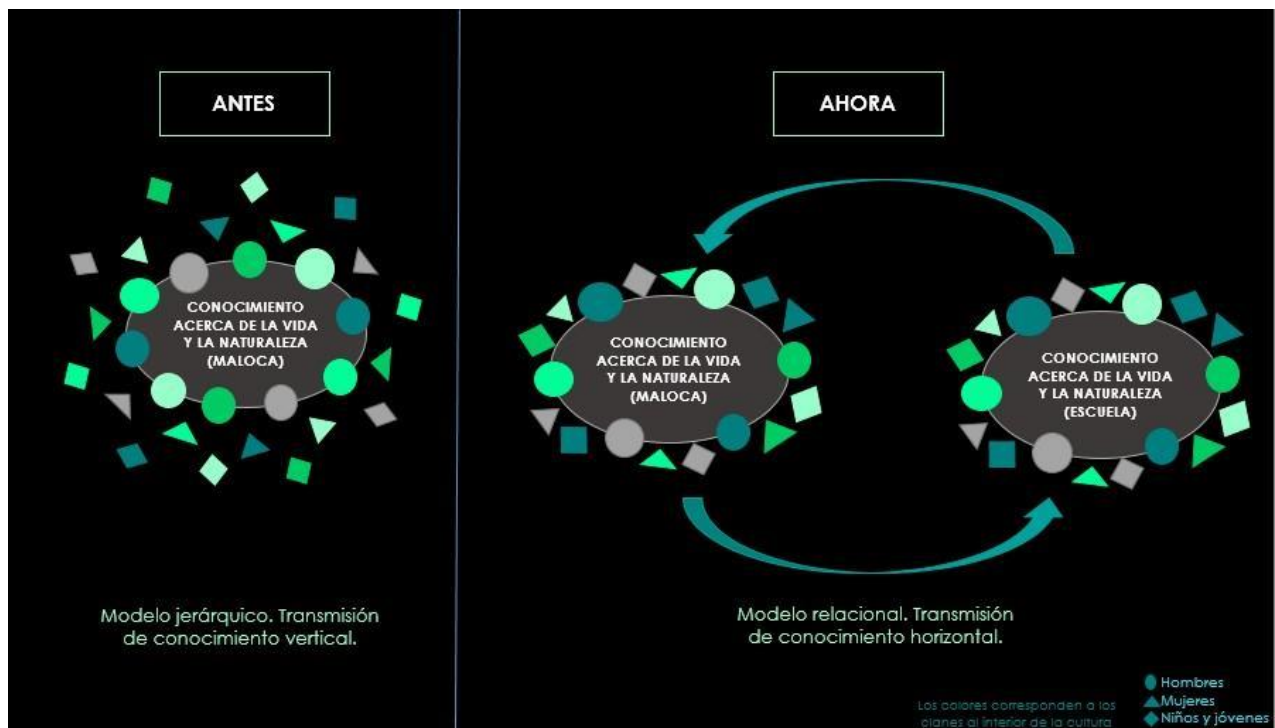 ANTES
CONOCIMIENTO
ACERCA DE LA VIDA
Y LA NATURALEZA
(MALOCA)
Modelo jerárquico. Transmisión
de conocimiento vertical.
AHORA
CONOCIMIENTO
ACERCA DE LA VIDA
Y LA NATURALEZA
(MALOCA)
CONOCIMIENTO
ACERCA DE LA VIDA
Y LA NATURALEZA
(ESCUELA)
Modelo relacional. Transmisión
de conocimiento horizontal.
Los colores corresponden a los
clanes al interior de la cultura
Hombres
Mujeres
Niños y jóvenes